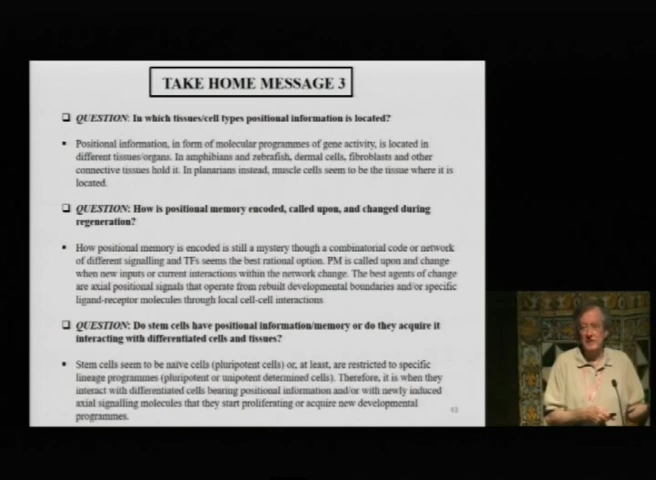 TAKE HOME MESSAGE 3
QUESTION: In which tissues/cell types positional information is located?
Positional information, in form of molecular programmes of gene activity, is located in
different tissues/organs. In amphibians and zebrafish, dermal cells, fibroblasts and other
connective tissues hold it. In planarians instead, muscle cells seem to be the tissue where it is
located.
QUESTION: How is positional memory encoded, called upon, and changed during
regeneration?
How positional memory is encoded is still a mystery though a combinatorial code or network
of different signalling and TFs seems the best rational option. PM is called upon and change
when new inputs or current interactions within the network change. The best agents of change
are axial positional signals that operate from rebuilt developmental boundaries and/or specific
ligand-receptor molecules through local cell-cell interactions
QUESTION: Do stem cells have positional information/memory or do they acquire it
interacting with differentiated cells and tissues?
Stem cells seem to be naïve cells (pluripotent cells) or, at least, are restricted to specific
lineage programmes (pluripotent or unipotent determined cells). Therefore, it is when they
interact with differentiated cells bearing positional information and/or with newly induced
axial signalling molecules that they start proliferating or acquire new developmental
programmes.
43